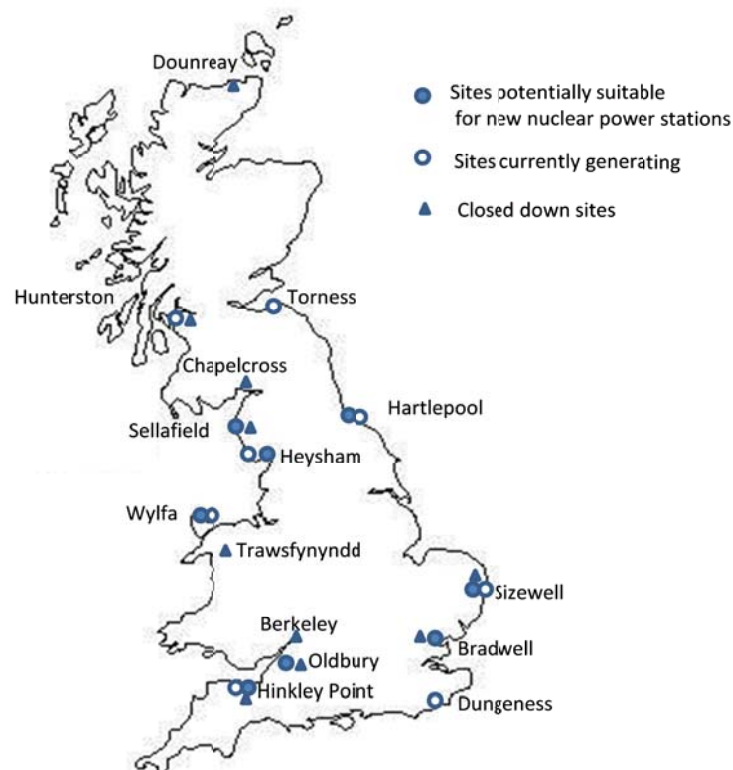 Dounreay
Sites potentially suitable
for new nuclear power stations
Sites currently generating
Closed down sites
Hunterston
Torness
Chapelcross
Hartlepool
Sellafield
Heysham
Wylfa
Trawsfynyndd
Sizewell
Berkeley
Bradwell
Oldbury
Hinkley Point
Dungeness